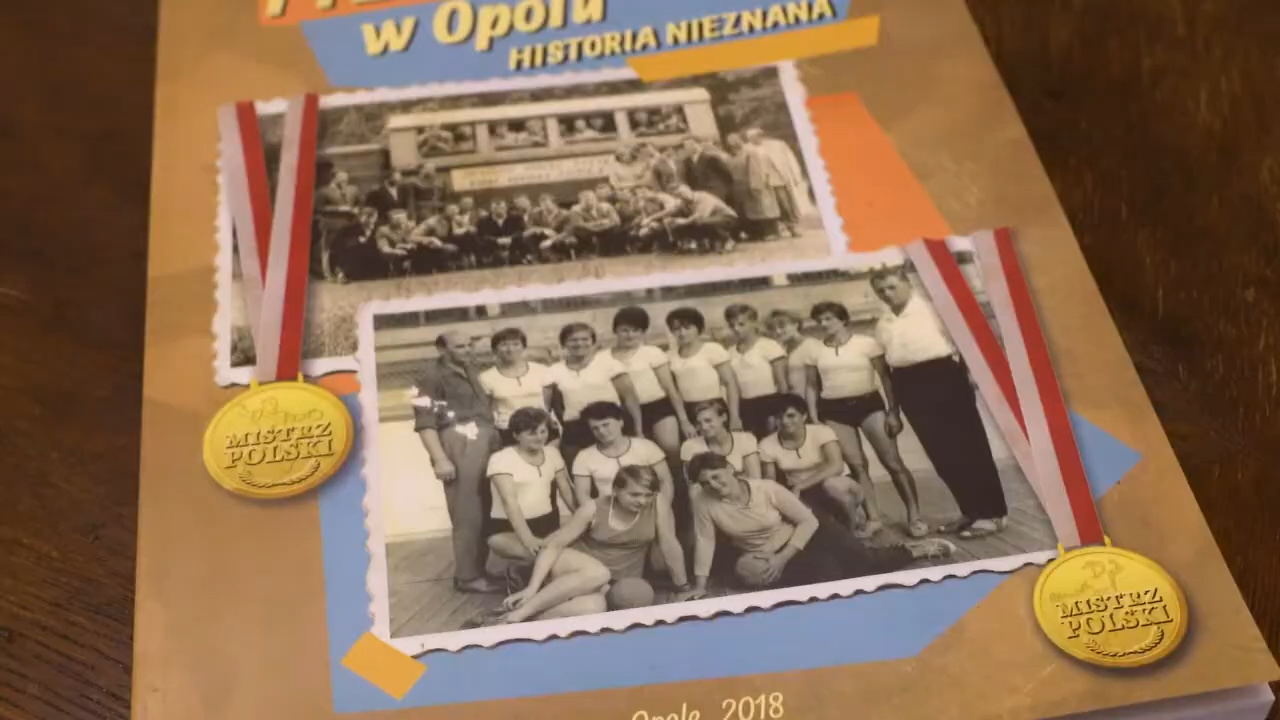 w Opolu
HISTORIA NIEZNANA
MISTRZ
POLSKI
MISTRZ
POLSKI
Opole 2018